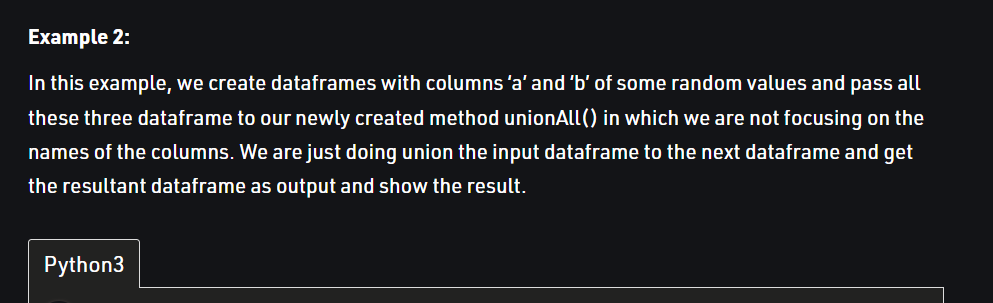 Example 2:
In this example, we create dataframes with columns ‘a’ and ‘b’ of some random values and pass all
these three dataframe to our newly created method unionAll() in which we are not focusing on the
names of the columns. We are just doing union the input dataframe to the next dataframe and get
the resultant dataframe as output and show the result.
Python3